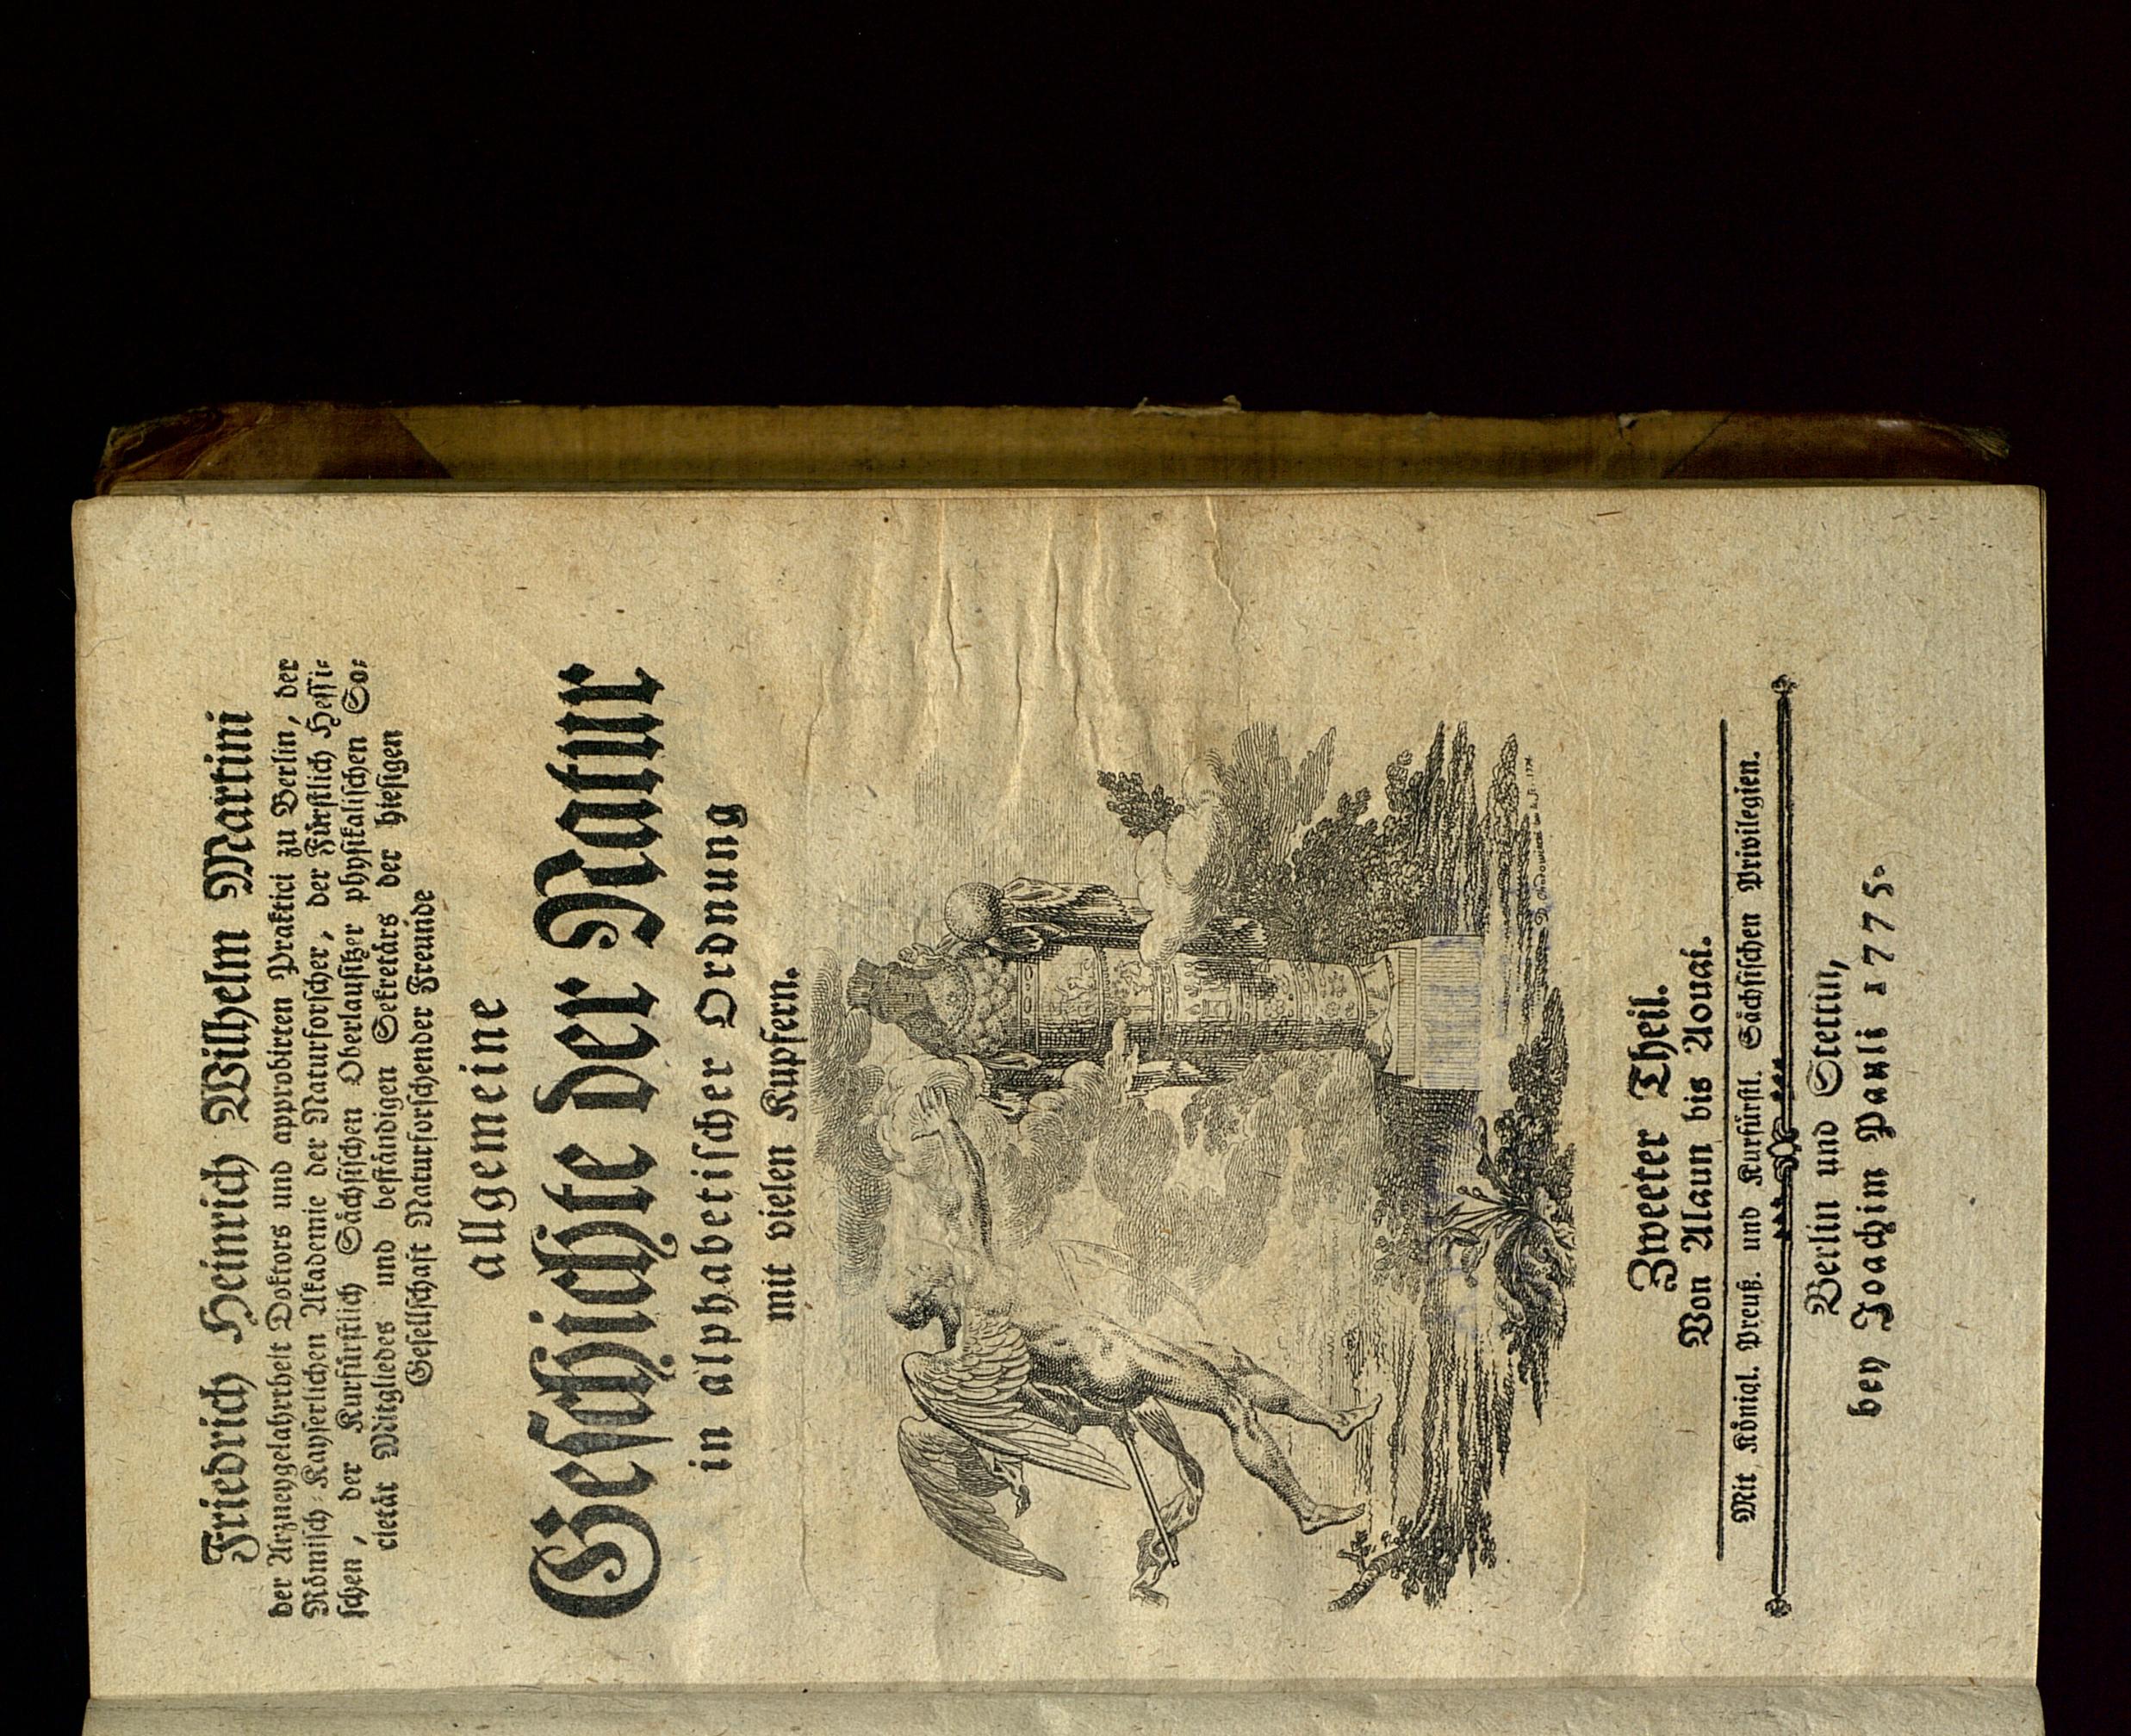 Friedrich Heinrich Wilhelm Martini
der Arzneygelahrtheit Doktors und approbirten Praktici zu Berlin, der
Römisch-Kayserlichen Akademie der Naturforscher, der Fürstlich Hessi-
schen, der Kurfürstlich Sächsischen Oberlausitzer physikalischen So-
cietät Mitgliedes und beständigen Sekretärs der hiesigen
Gesellschaft Naturforschender Freunde
allgemeine
Geschichte der Natur
in alphabetischer Ordnung
mit vielen Kupfern.
D. Chodowiecki
Zweeter Theil.
Von Alaun bis Aouai.
Mit Königl. Preuß. und Kurfürstl. Sächsischen Privilegien.
Berlin und Stettin,
bey Joachim Pauli 1775.